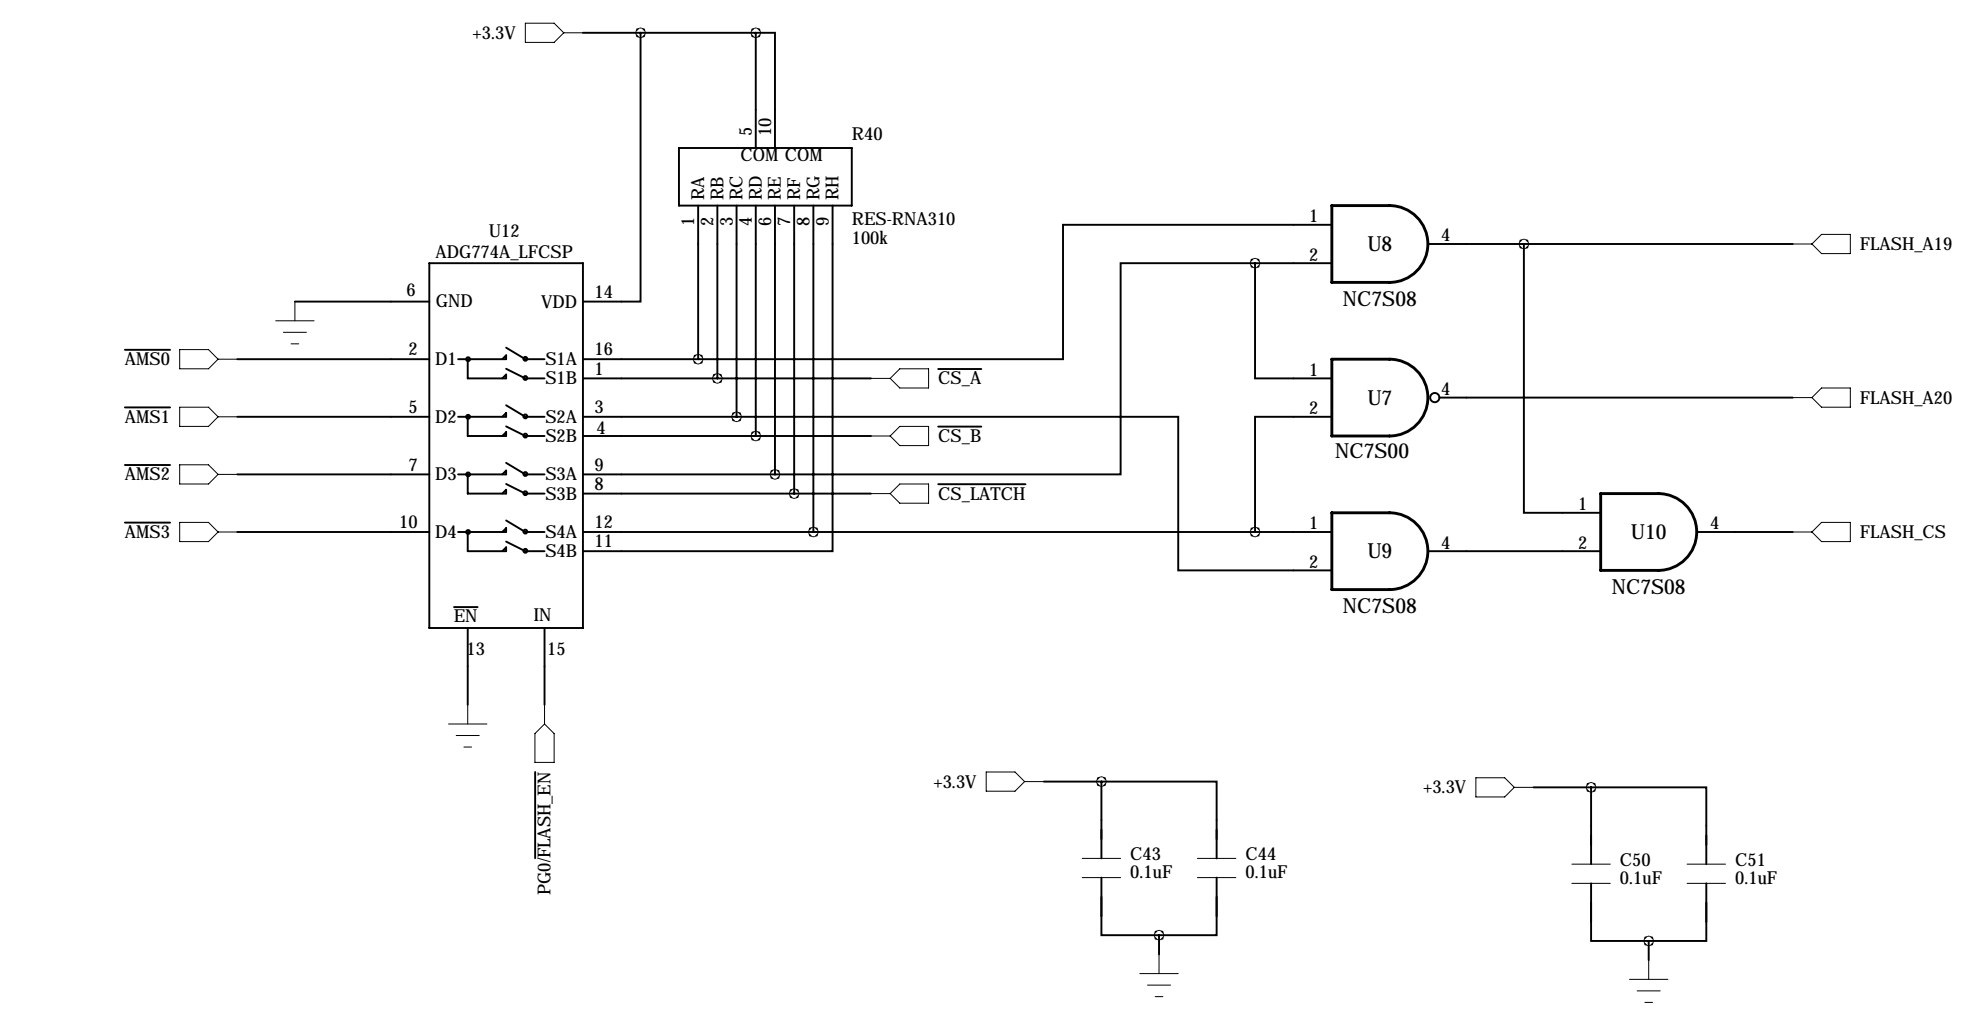 +3.3V
5
10
R40
COM COM
RA
RB
RC
RD
RE
RF
RG
RH
1
2
3
4
6
7
8
9
RES-RNA310
100k
U12
ADG774A_LFCSP
6
GND
VDD
14
AMS0
2
D1
S1A
16
S1B
1
CS_A
AMS1
5
D2
S2A
3
S2B
4
CS_B
AMS2
7
D3
S3A
9
S3B
8
CS_LATCH
AMS3
10
D4
S4A
12
S4B
11
EN
IN
13
15
PG0/FLASH_EN
1
2
U8
4
NC7S08
FLASH_A19
1
2
U7
4
NC7S00
FLASH_A20
1
2
U9
4
NC7S08
1
2
U10
4
NC7S08
FLASH_CS
+3.3V
C43
0.1uF
C44
0.1uF
+3.3V
C50
0.1uF
C51
0.1uF